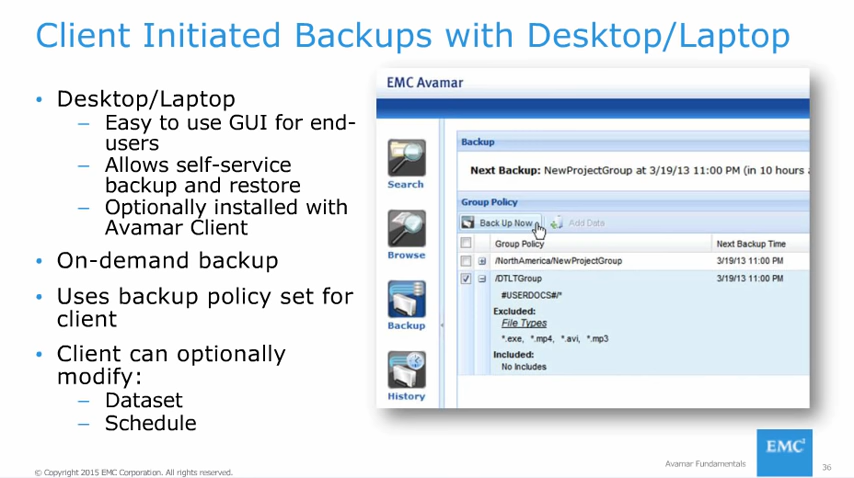 Client Initiated Backups with Desktop/Laptop
• Desktop/Laptop
– Easy to use GUI for end-
users
– Allows self-service
backup and restore
– Optionally installed with
Avamar Client
• On-demand backup
• Uses backup policy set for
client
• Client can optionally
modify:
– Dataset
– Schedule
EMC Avamar
Search
Browse
Backup
History
Backup
Next Backup: NewProjectGroup at 3/19/13 11:00 PM (in 10 hours
Group Policy
Back Up Now Add Data
Group Policy Next Backup Time
/NorthAmerica/NewProjectGroup 3/19/13 11:00 PM
/DTLTGroup 3/19/13 11:00 PM
#USERDOCS#/*
Excluded:
File Types
*.exe, *.mp4, *.avi, *.mp3
Included:
No Includes
© Copyright 2015 EMC Corporation. All rights reserved.
Avamar Fundamentals
EMC²
36